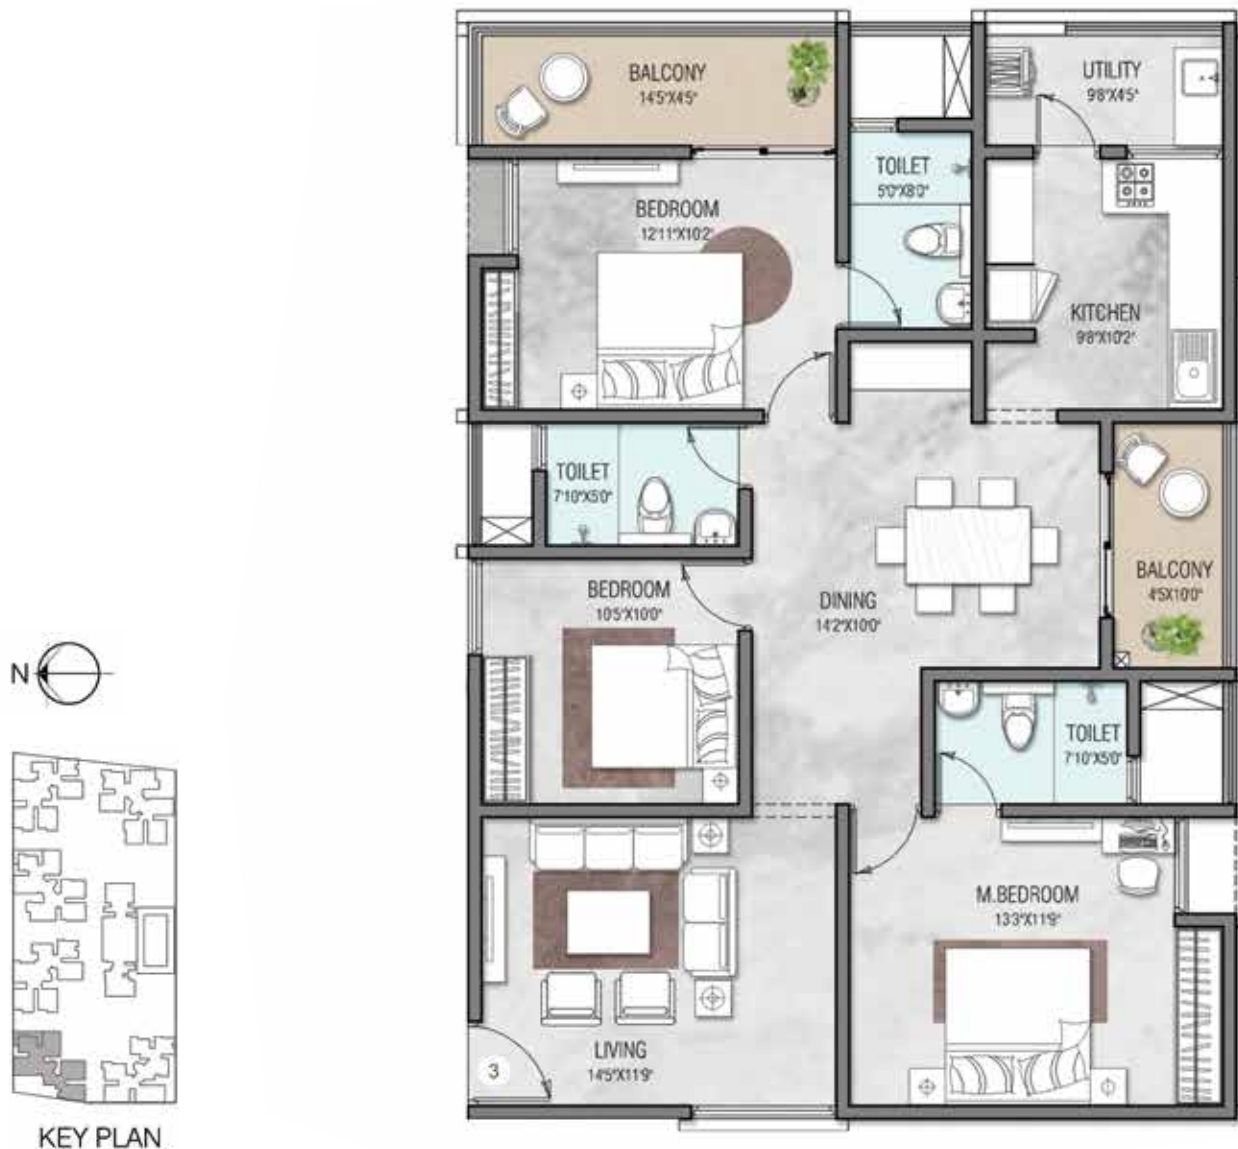 BALCONY
14'5"X4'5"
UTILITY
9'8"X4'5"
TOILET
5'0"X8'0"
BEDROOM
12'11"X10'2"
KITCHEN
9'8"X10'2"
TOILET
7'10"X5'0"
BEDROOM
10'5"X10'0"
DINING
14'2"X10'0"
BALCONY
4'5X10'0"
N
TOILET
7'10"X5'0"
M.BEDROOM
13'3"X11'9"
LIVING
14'5"X11'9"
3
KEY PLAN